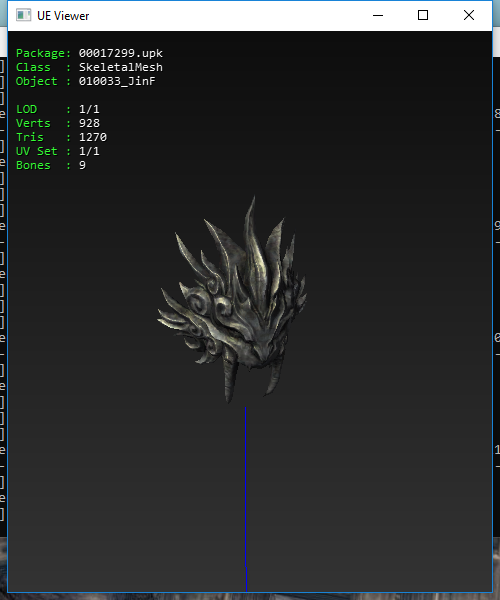 UE Viewer
Package: 00017299.upk
Class : SkeletalMesh
Object : 010033_JinF
LOD : 1/1
Verts : 928
Tris : 1270
UV Set : 1/1
Bones : 9